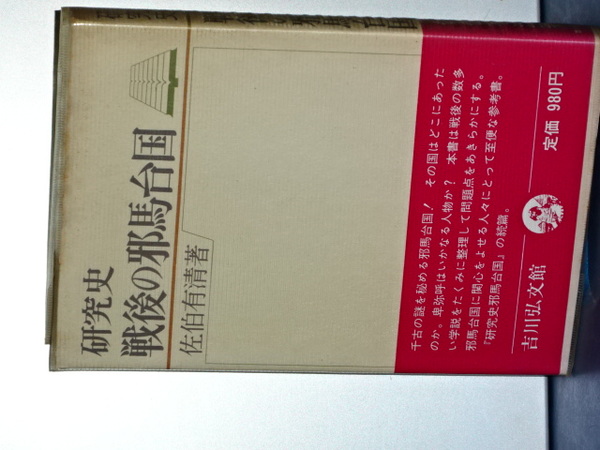 研究史
戦後の邪馬台国
佐伯有清著
千古の謎を秘める邪馬台国! その国はどこにあった
のか。卑弥呼はいかなる人物か? 本書は戦後の数多
い学説をたくみに整理して問題点をあきらかにする。
邪馬台国に関心をよせる人々にとって至便な参考書。
『研究史邪馬台国』の続篇。
吉川弘文館
定価 980円